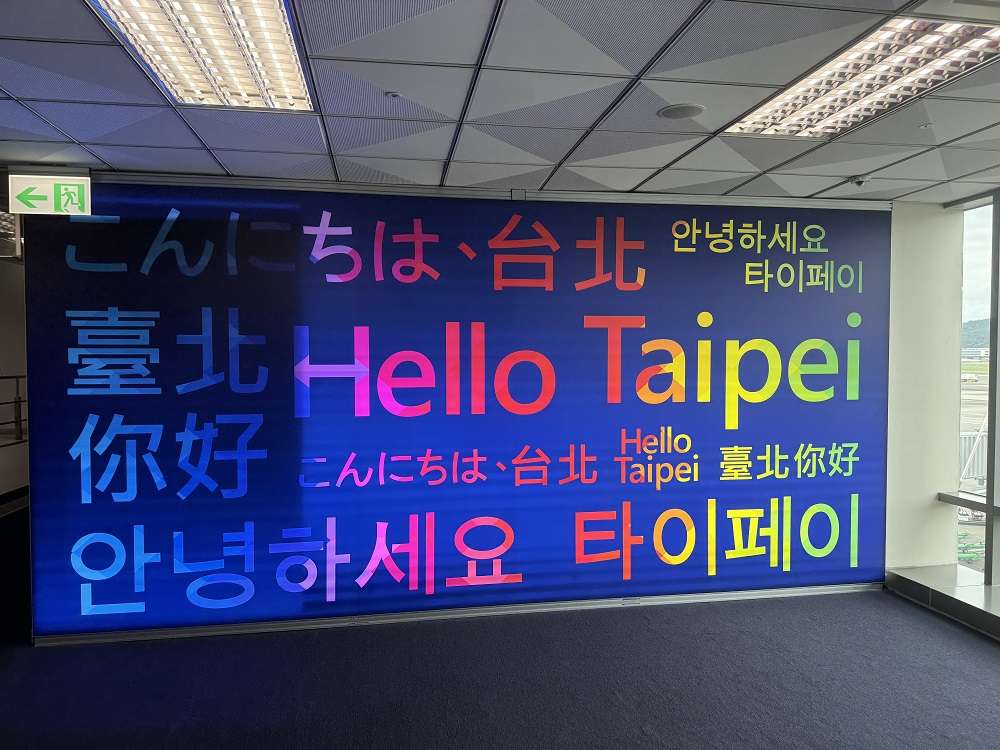 こんにちは、台北
안녕하세요
타이페이
臺北
你好
Hello Taipei
こんにちは、台北
Hello
Taipei
臺北你好
안녕하세요 타이페이